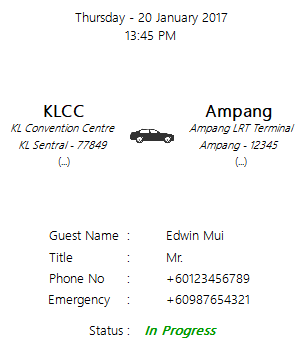 Thursday - 20 January 2017
13:45 PM
KLCC
Ampang
KL Convention Centre
Ampang LRT Terminal
KL Sentral - 77849
Ampang - 12345
(...)
(...)
Guest Name : Edwin Mui
Title : Mr.
Phone No : +60123456789
Emergency : +60987654321
Status : In Progress